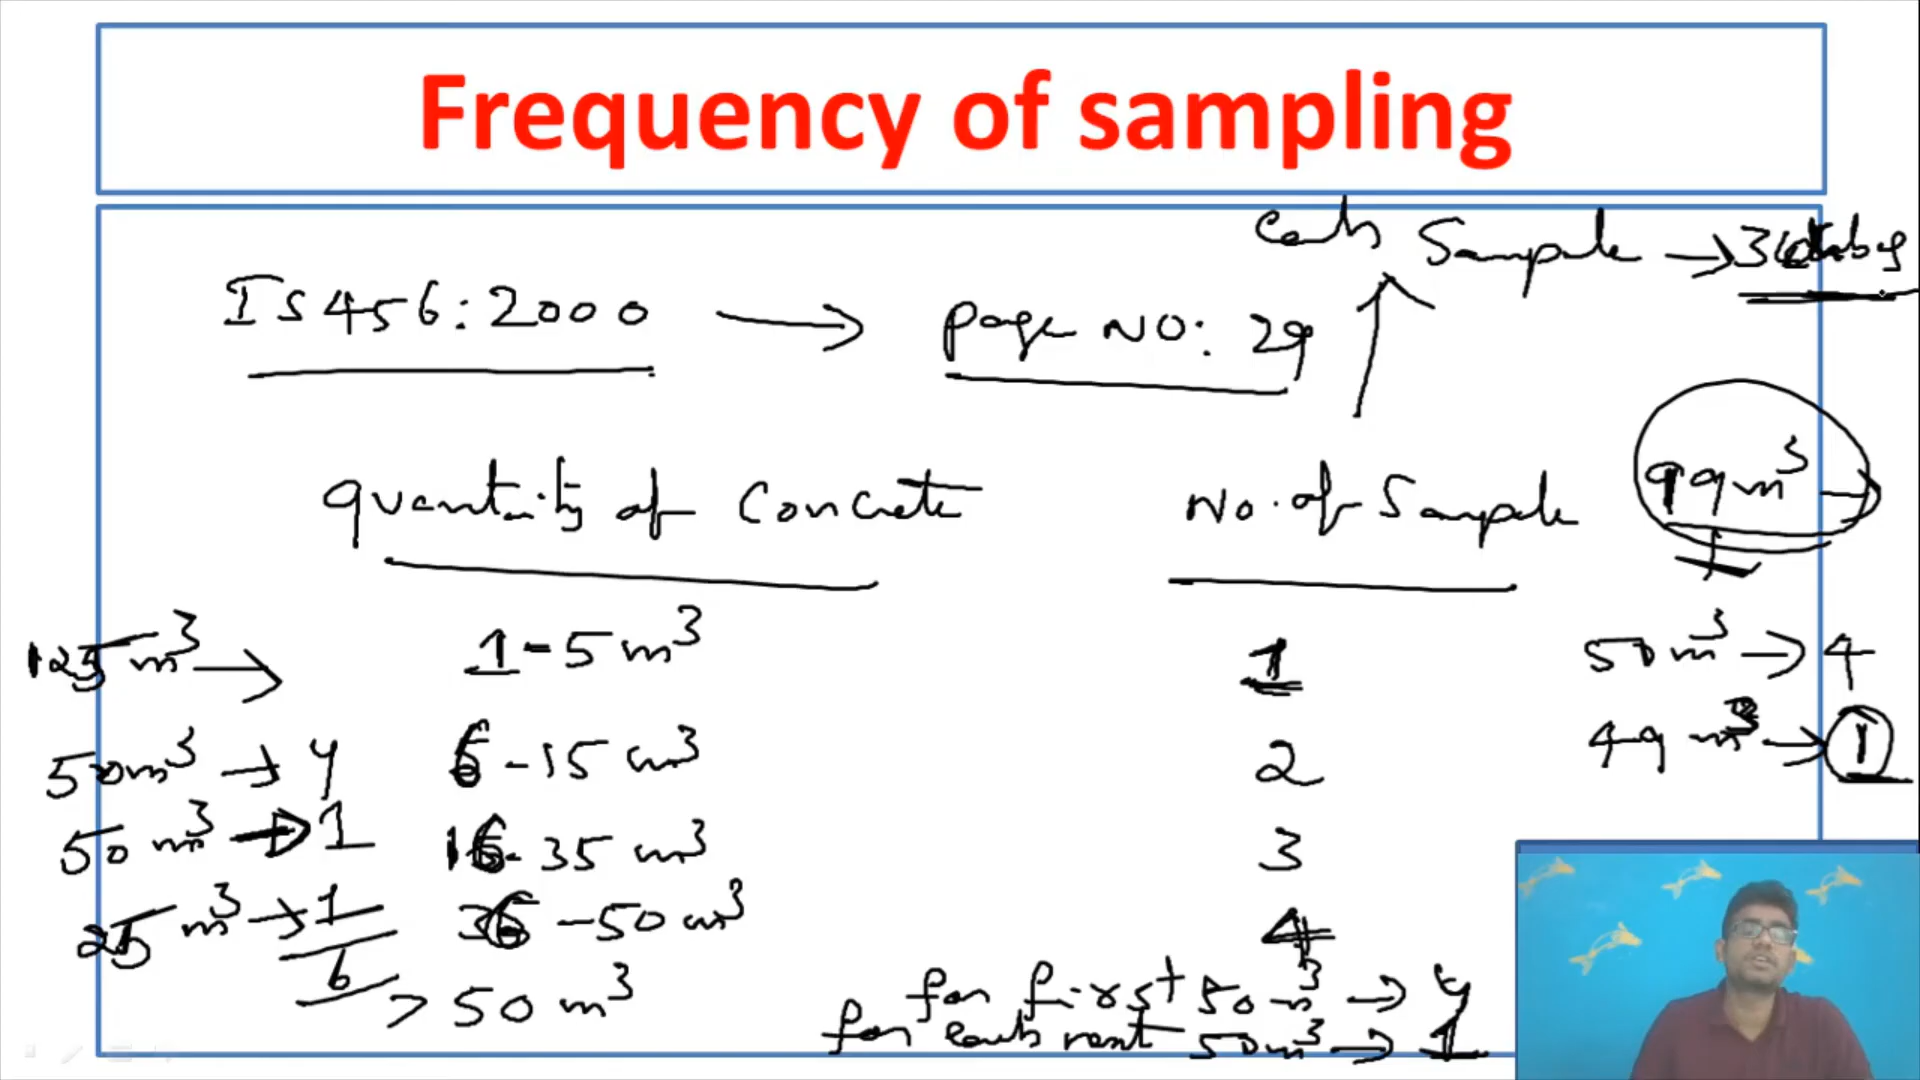 Frequency of sampling
each Sample → 3
IS 456:2000 → page NO: 29
quantity of Concrete No. of Sample 99 m³ →
125 m³ → 1 - 5 m³ 1 50 m³ → 4
50 m³ → 4 6 - 15 m³ 2 49 m³ → 1
50 m³ → 1 16 - 35 m³ 3
25 m³ → 1 36 - 50 m³ 4
6
> 50 m³ for first 50 m³ → 4
for each next 50 m³ → 1